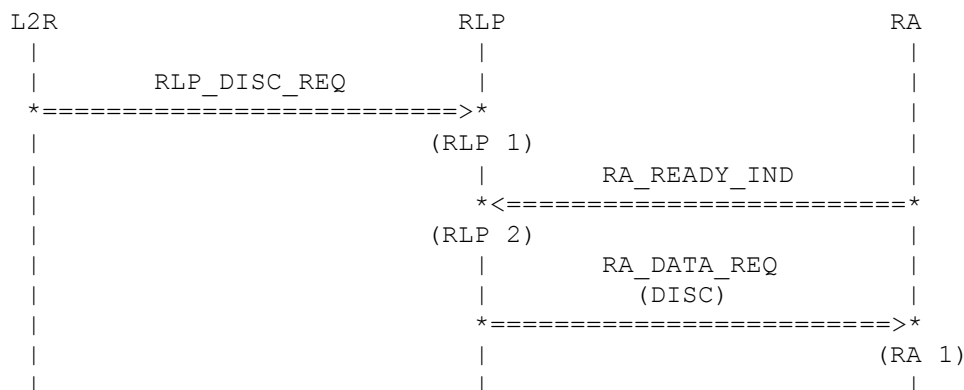 L2R RLP RA
RLP_DISC_REQ
(RLP 1)
RA_READY_IND
(RLP 2)
RA_DATA_REQ
(DISC)
(RA 1)